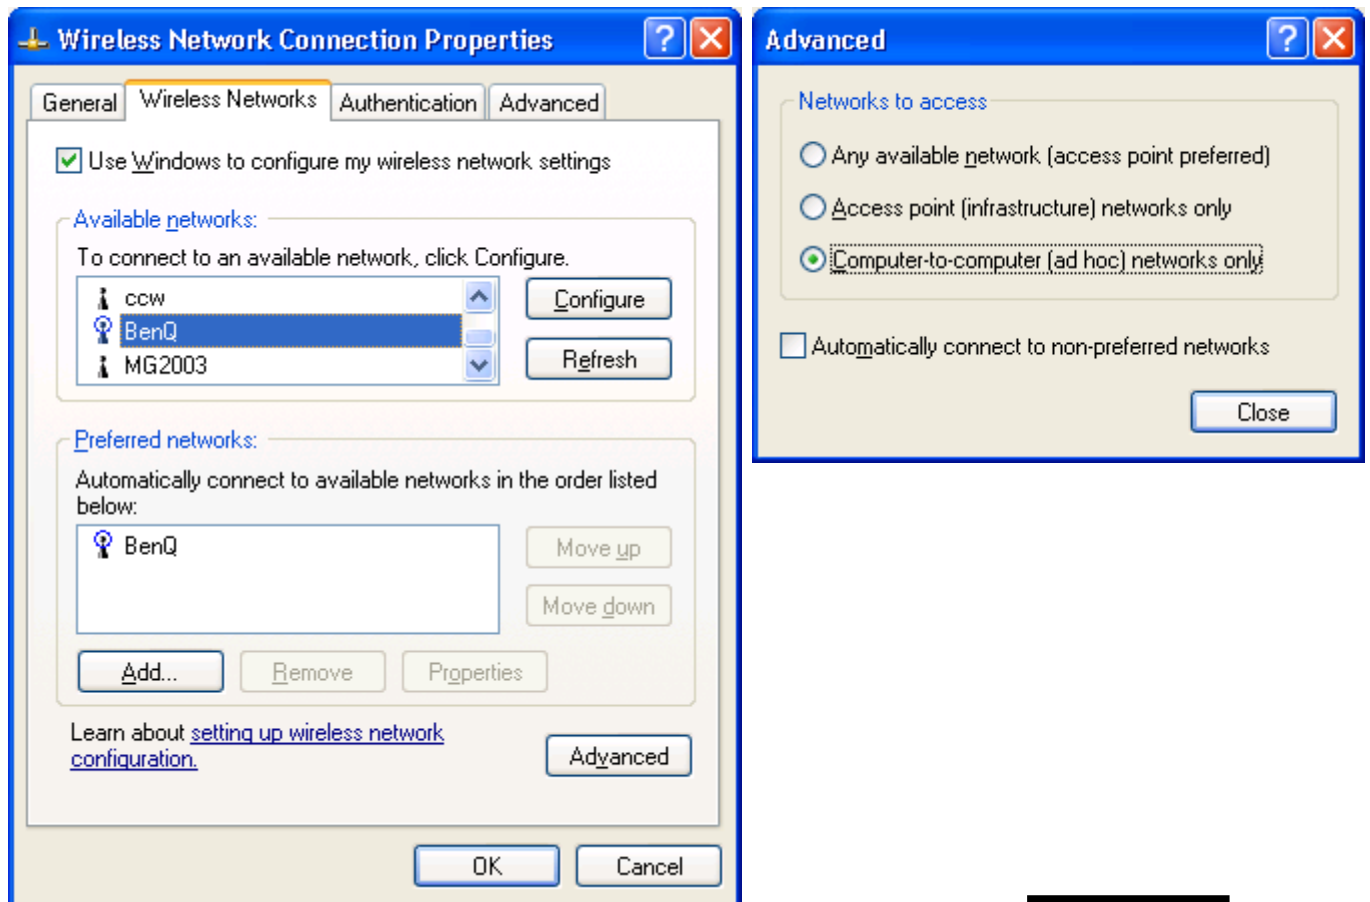 Wireless Network Connection Properties
General Wireless Networks Authentication Advanced
Use Windows to configure my wireless network settings
Available networks:
To connect to an available network, click Configure.
ccw
BenQ
MG2003
Configure
Refresh
Preferred networks:
Automatically connect to available networks in the order listed
below:
BenQ
Move up
Move down
Add... Remove Properties
Learn about setting up wireless network
configuration.
Advanced
OK Cancel
Advanced
Networks to access
Any available network (access point preferred)
Access point (infrastructure) networks only
Computer-to-computer (ad hoc) networks only
Automatically connect to non-preferred networks
Close